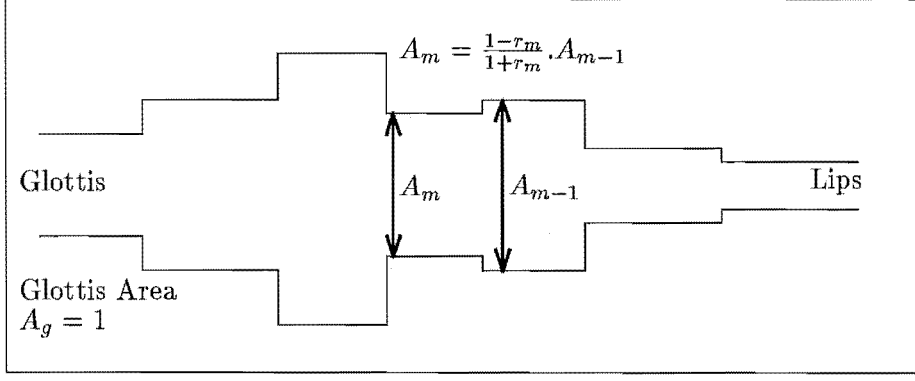 A_m = \frac{1-r_m}{1+r_m}.A_{m-1}
Glottis
A_m
A_{m-1}
Lips
Glottis Area
A_g = 1